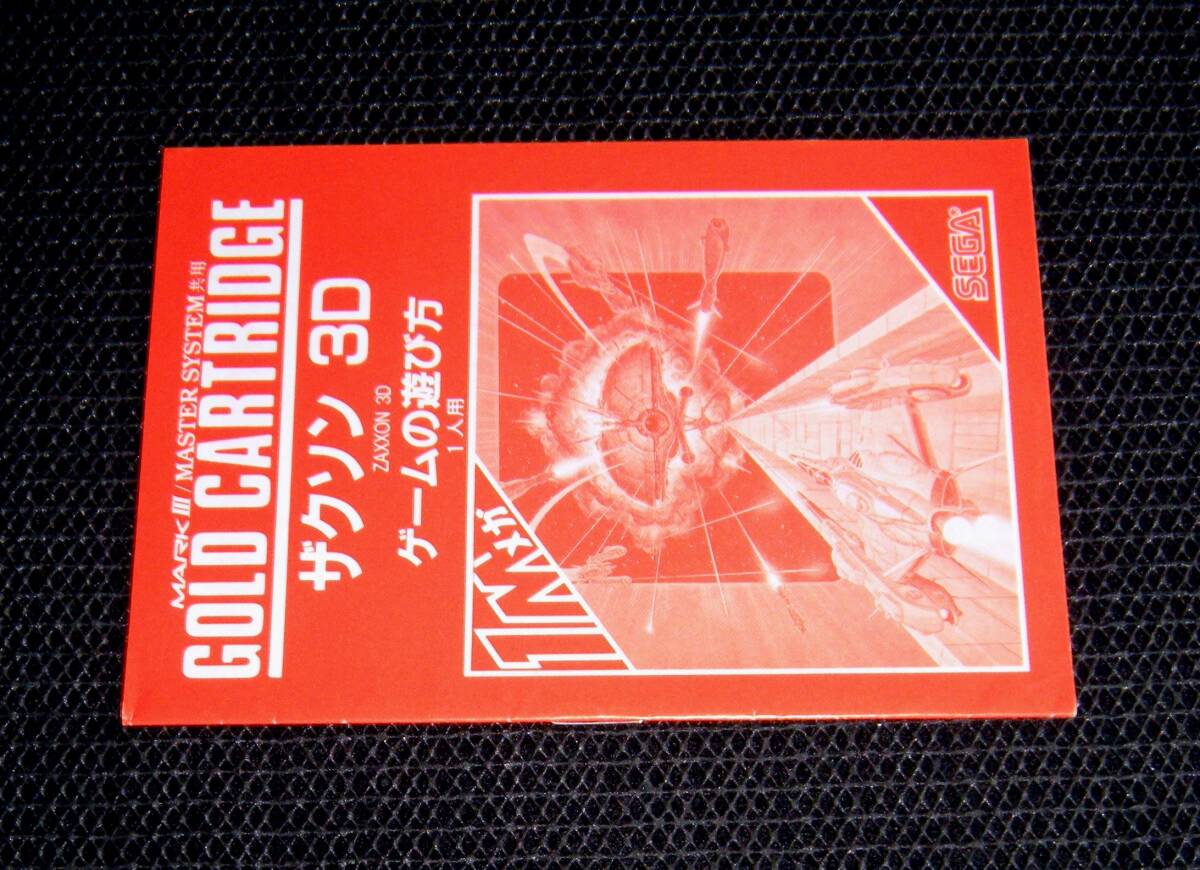 MARK III / MASTER SYSTEM 共用
GOLD CARTRIDGE
ザクソン 3D
ZAXXON 3D
ゲームの遊び方
1人用
1メガ
SEGA®